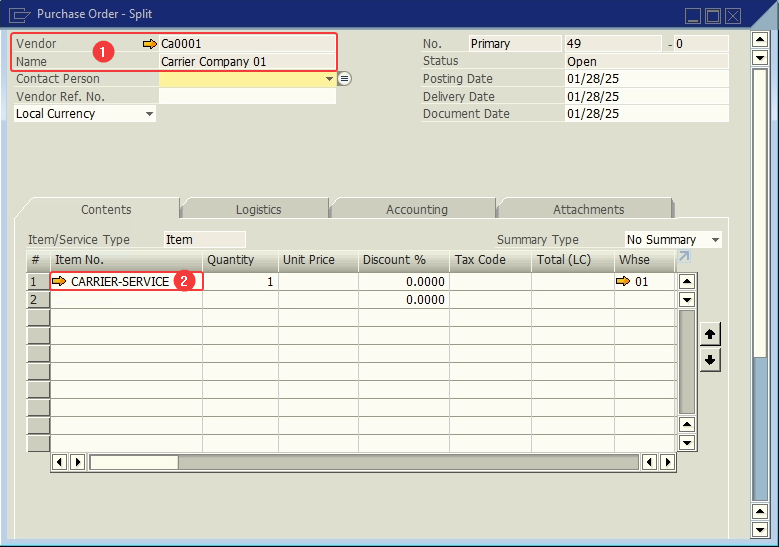 Purchase Order - Split
Vendor Ca0001 No. Primary 49 - 0
1
Name Carrier Company 01 Status Open
Contact Person Posting Date 01/28/25
Vendor Ref. No. Delivery Date 01/28/25
Local Currency Document Date 01/28/25
Contents Logistics Accounting Attachments
Item/Service Type Item Summary Type No Summary
# Item No. Quantity Unit Price Discount % Tax Code Total (LC) Whse
1 CARRIER-SERVICE 2 1 0.0000 01
2 0.0000